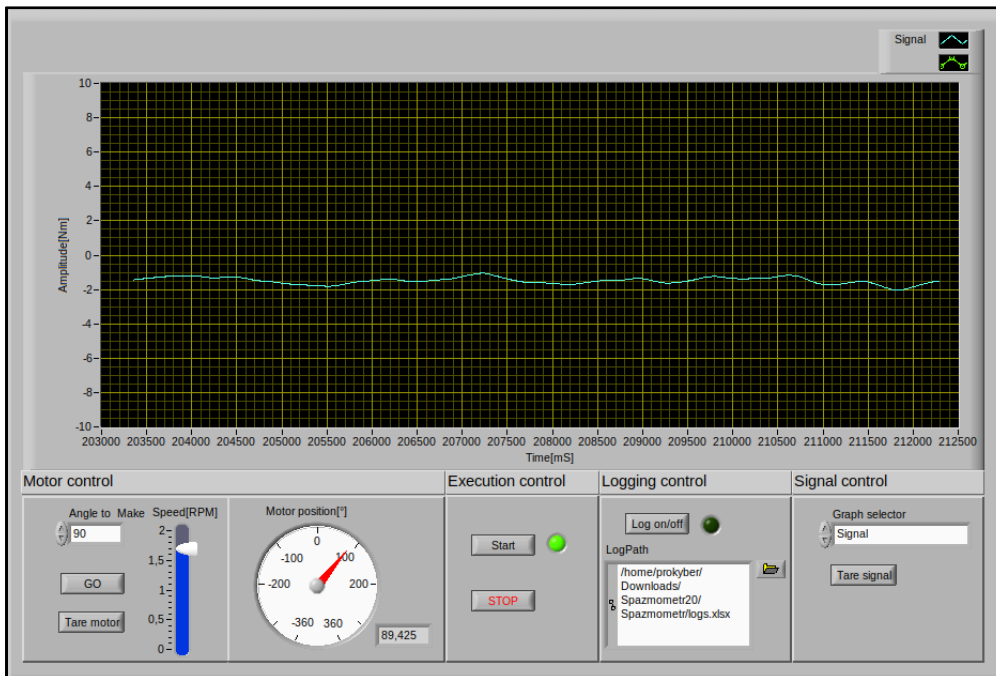 Signal
10
8
6
4
2
0
-2
-4
-6
-8
-10
Amplitude[Nm]
203000 203500 204000 204500 205000 205500 206000 206500 207000 207500 208000 208500 209000 209500 210000 210500 211000 211500 212000 212500
Time[mS]
Motor control
Angle to Make Speed[RPM]
90
GO
Tare motor
2
1,5
1
0,5
0
Motor position[°]
0
-100 100
-200 200
-360 360
89,425
Execution control
Start
STOP
Logging control
Log on/off
LogPath
/home/prokyber/
Downloads/
Spazmometr20/
Spazmometr/logs.xlsx
Signal control
Graph selector
Signal
Tare signal